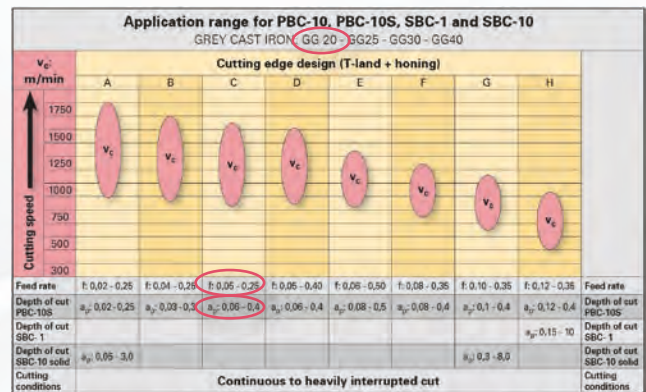 Application range for PBC-10, PBC-10S, SBC-1 and SBC-10
GREY CAST IRON: GG 20 - GG25 - GG30 - GG40
vc: m/min
Cutting edge design (T-land + honing)
A B C D E F G H
Cutting speed
1750
1500
1250
1000
750
500
300
vc vc vc vc vc vc vc vc
Feed rate f: 0,02 - 0,25 f: 0,04 - 0,25 f: 0,05 - 0,25 f: 0,05 - 0,40 f: 0,06 - 0,50 f: 0,08 - 0,35 f: 0,10 - 0,35 f: 0,12 - 0,35 Feed rate
Depth of cut PBC-10S ap: 0,02 - 0,25 ap: 0,03 - 0,3 ap: 0,06 - 0,4 ap: 0,06 - 0,4 ap: 0,08 - 0,5 ap: 0,08 - 0,4 ap: 0,1 - 0,4 ap: 0,12 - 0,4 Depth of cut PBC-10S
Depth of cut SBC- 1 ap: 0,15 - 10 Depth of cut SBC- 1
Depth of cut SBC-10 solid ap: 0,05 - 3,0 ap: 0,3 - 8,0 Depth of cut SBC-10 solid
Cutting conditions Continuous to heavily interrupted cut Cutting conditions